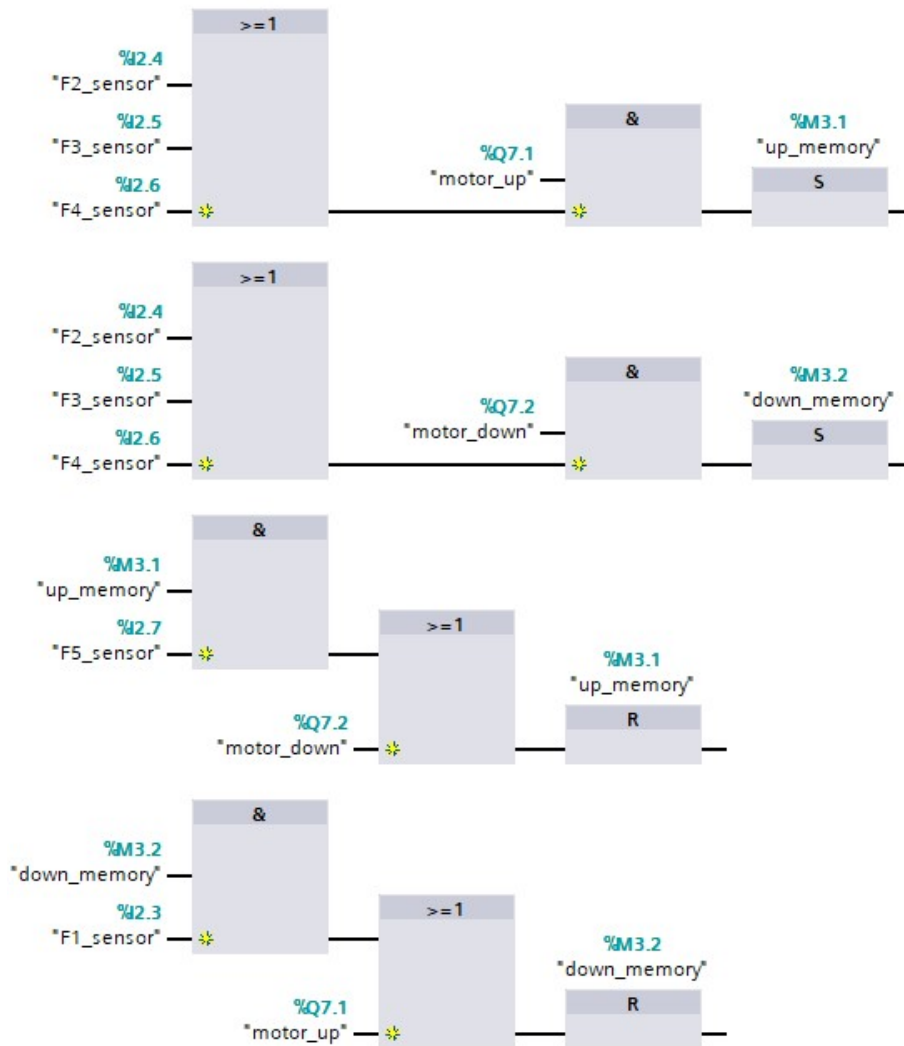 >=1
%I2.4
"F2_sensor"
%I2.5
"F3_sensor"
%I2.6
"F4_sensor"
&
%Q7.1
"motor_up"
%M3.1
"up_memory"
S
>=1
%I2.4
"F2_sensor"
%I2.5
"F3_sensor"
%I2.6
"F4_sensor"
&
%Q7.2
"motor_down"
%M3.2
"down_memory"
S
&
%M3.1
"up_memory"
%I2.7
"F5_sensor"
>=1
%Q7.2
"motor_down"
%M3.1
"up_memory"
R
&
%M3.2
"down_memory"
%I2.3
"F1_sensor"
>=1
%Q7.1
"motor_up"
%M3.2
"down_memory"
R